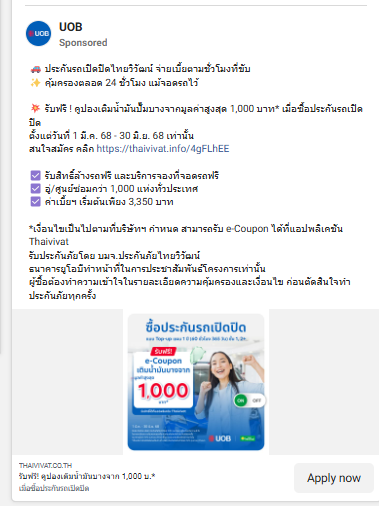 UOB
Sponsored
🚗 ประกันรถเปิดปิดไทยวิวัฒน์ จ่ายเบี้ยตามชั่วโมงที่ขับ
✨ คุ้มครองตลอด 24 ชั่วโมง แม้จอดรถไว้
💥 รับฟรี ! คูปองเติมน้ำมันปั๊มบางจากมูลค่าสูงสุด 1,000 บาท* เมื่อซื้อประกันรถเปิด
ปิด
ตั้งแต่วันที่ 1 มี.ค. 68 - 30 มิ.ย. 68 เท่านั้น
สนใจสมัคร คลิก https://thaivivat.info/4gFLhEE
☑ รับสิทธิ์ล้างรถฟรี และบริการจองที่จอดรถฟรี
☑ อู่/ศูนย์ซ่อมกว่า 1,000 แห่งทั่วประเทศ
☑ ค่าเบี้ยฯ เริ่มต้นเพียง 3,350 บาท
*เงื่อนไขเป็นไปตามที่บริษัทฯ กำหนด สามารถรับ e-Coupon ได้ที่แอปพลิเคชัน
Thaivivat
รับประกันภัยโดย บมจ.ประกันภัยไทยวิวัฒน์
ธนาคารยูโอบีทำหน้าที่ในการประชาสัมพันธ์โครงการเท่านั้น
ผู้ซื้อต้องทำความเข้าใจในรายละเอียดความคุ้มครองและเงื่อนไข ก่อนตัดสินใจทำ
ประกันภัยทุกครั้ง
ซื้อประกันรถเปิดปิด
รับฟรี!
e-Coupon
เติมน้ำมันบางจาก
มูลค่าสูงสุด
1,000
บาท*
ON
OFF
UOB
THAIVIVAT.CO.TH
รับฟรี! คูปองเติมน้ำมันบางจาก 1,000 บ.*
เมื่อซื้อประกันรถเปิดปิด
Apply now